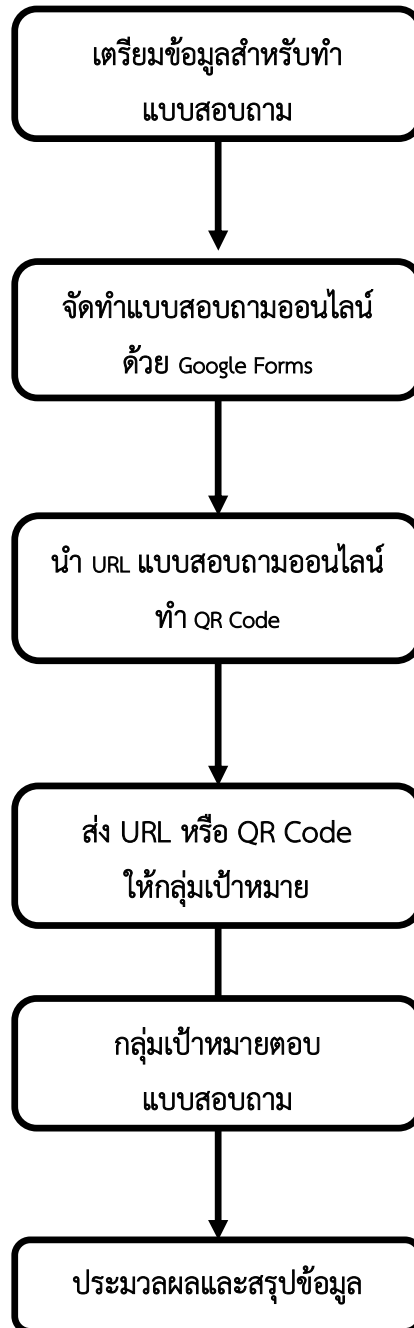 เตรียมข้อมูลสำหรับทำ
แบบสอบถาม
จัดทำแบบสอบถามออนไลน์
ด้วย Google Forms
นำ URL แบบสอบถามออนไลน์
ทำ QR Code
ส่ง URL หรือ QR Code
ให้กลุ่มเป้าหมาย
กลุ่มเป้าหมายตอบ
แบบสอบถาม
ประมวลผลและสรุปข้อมูล